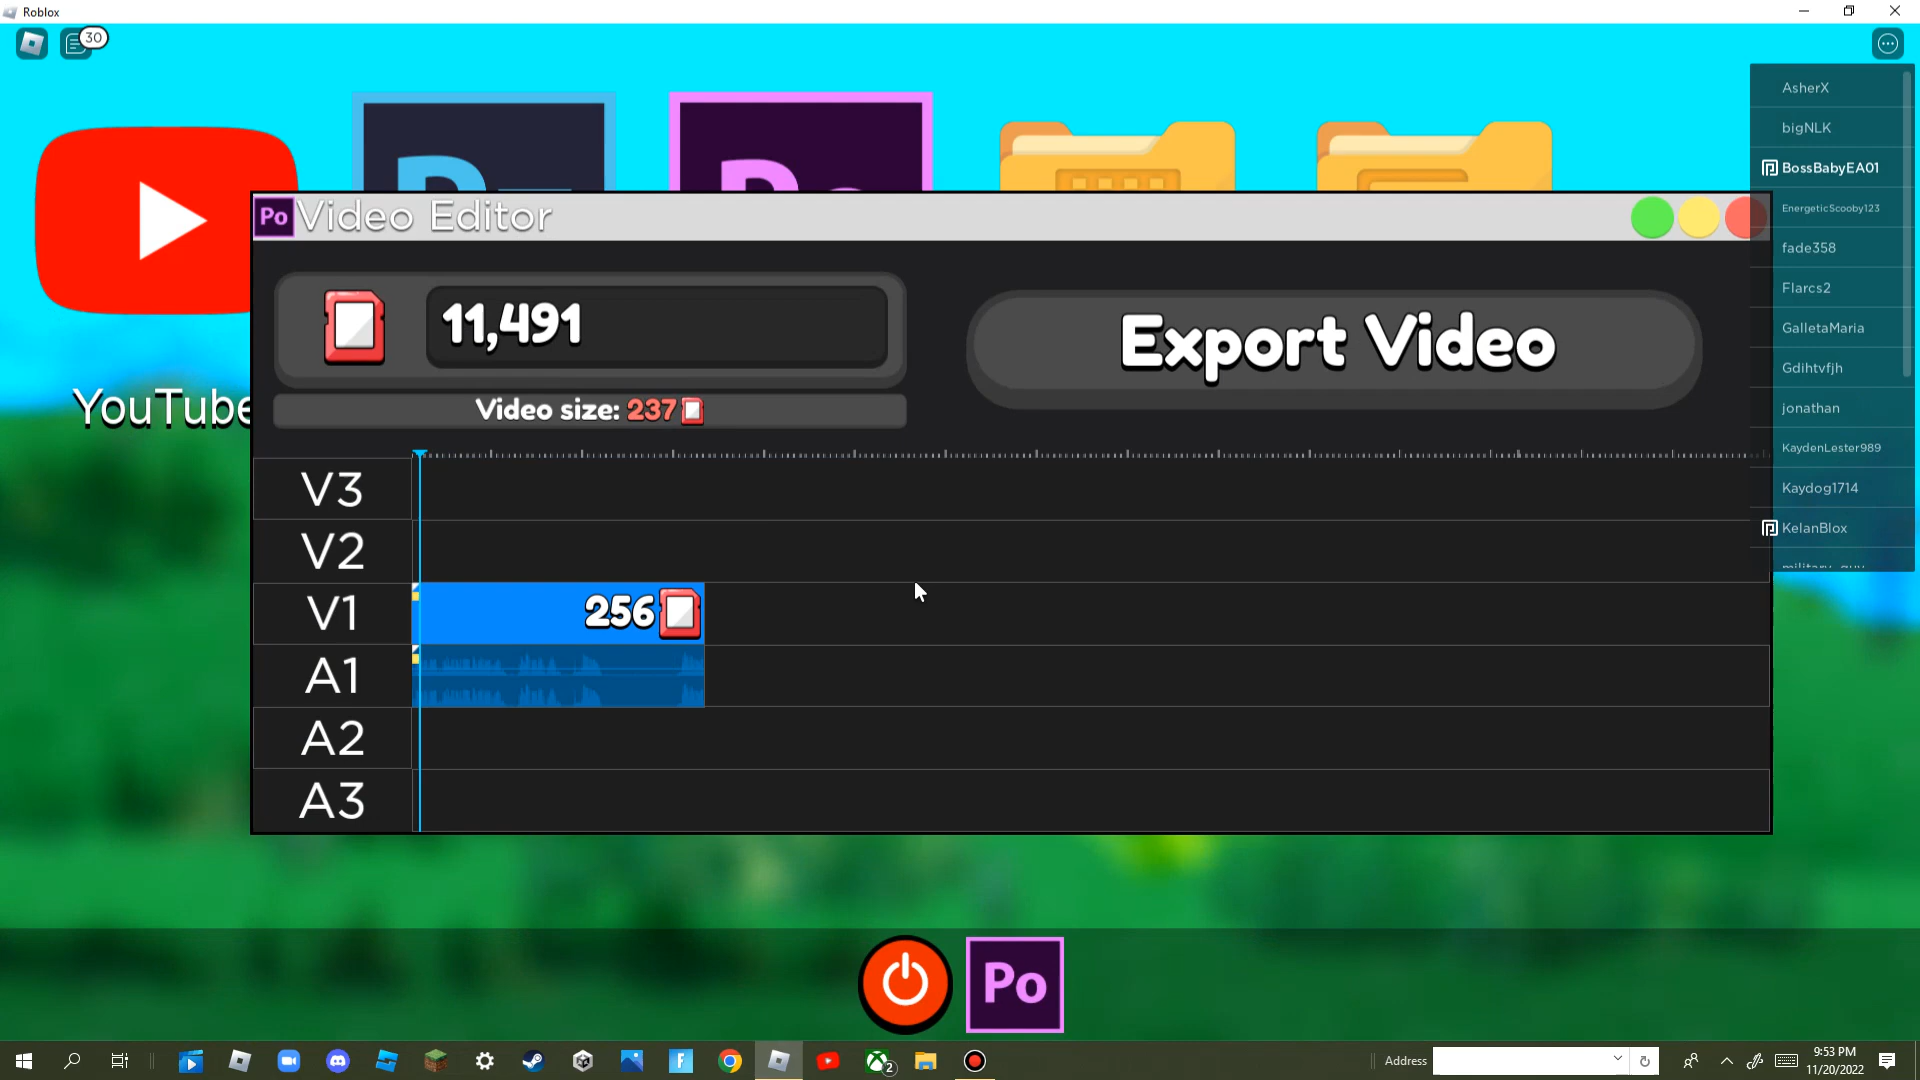 Roblox
30
AsherX
bigNLK
BossBabyEA01
EnergeticScooby123
fade358
Flarcs2
GalletaMaria
Gdihtvfjh
jonathan
KaydenLester989
Kaydog1714
KelanBlox
Po Video Editor
11,491
Export Video
Video size: 237
YouTube
V3
V2
V1
256
A1
A2
A3
Po
Address
2
9:53 PM
11/20/2022